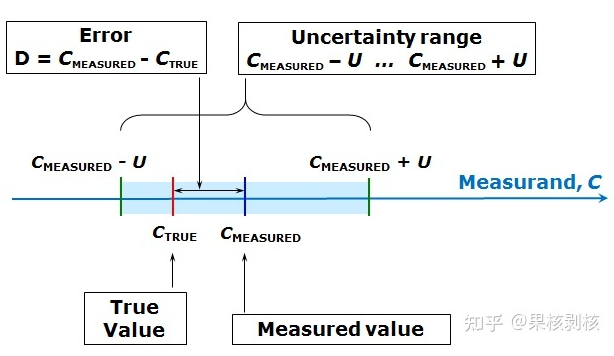 Error
D = CMEASURED - CTRUE
Uncertainty range
CMEASURED – U ... CMEASURED + U
CMEASURED - U
CMEASURED + U
Measurand, C
CTRUE
CMEASURED
True
Value
Measured value
知乎 @果核剥核